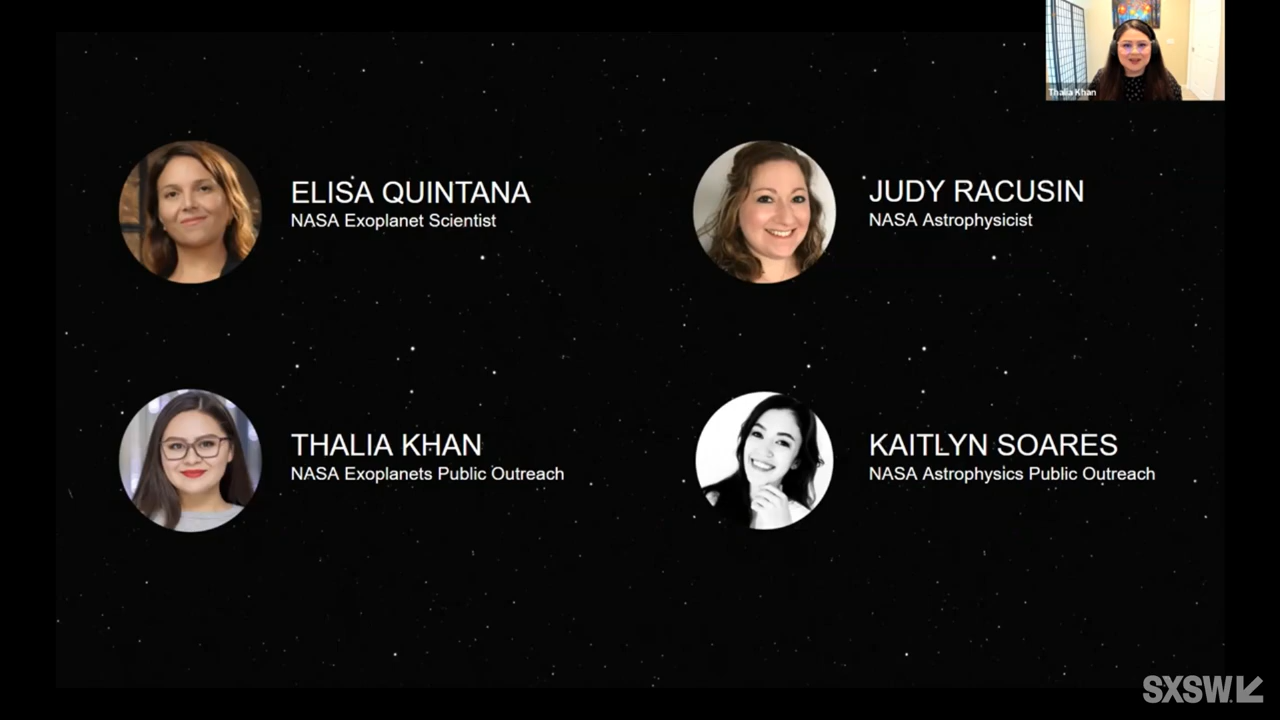 Thalia Khan
ELISA QUINTANA
NASA Exoplanet Scientist
JUDY RACUSIN
NASA Astrophysicist
THALIA KHAN
NASA Exoplanets Public Outreach
KAITLYN SOARES
NASA Astrophysics Public Outreach
SXSW.